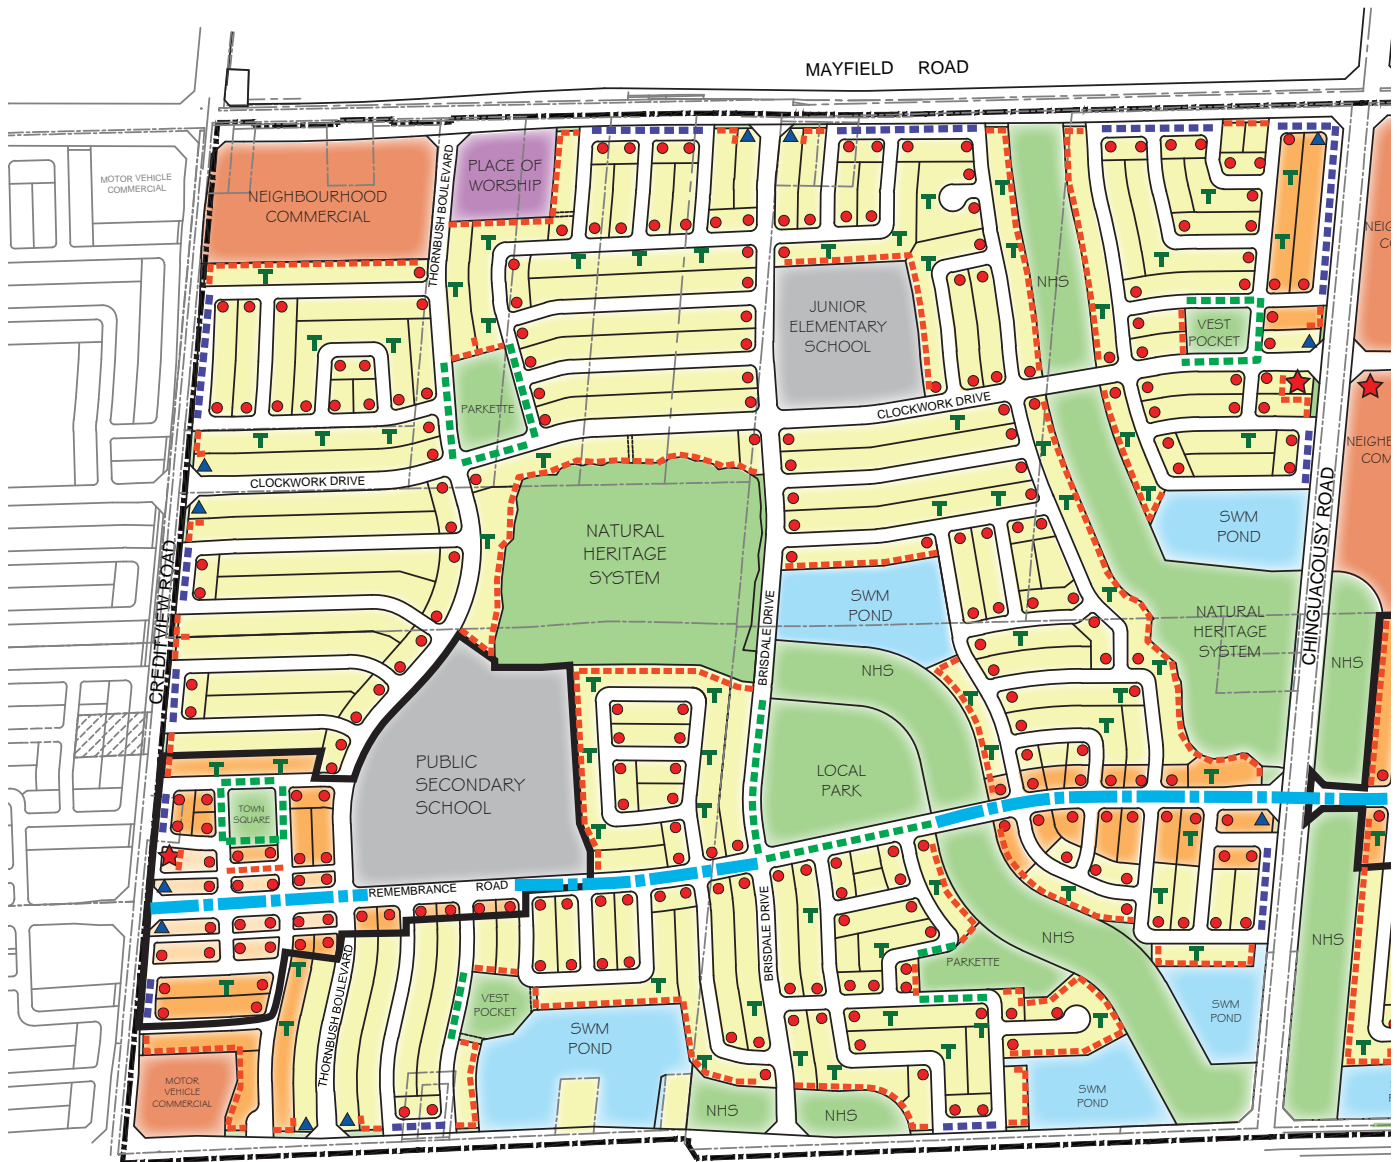 MAYFIELD ROAD
MOTOR VEHICLE
COMMERCIAL
NEIGHBOURHOOD
COMMERCIAL
THORNBUSH BOULEVARD
PLACE OF
WORSHIP
NHS
JUNIOR
ELEMENTARY
SCHOOL
VEST
POCKET
PARKETTE
CLOCKWORK DRIVE
CLOCKWORK DRIVE
NATURAL
HERITAGE
SYSTEM
SWM
POND
SWM
POND
CREDITVIEW ROAD
BRISDALE DRIVE
CHINGUACOUSY ROAD
NATURAL
HERITAGE
SYSTEM
NHS
NHS
PUBLIC
SECONDARY
SCHOOL
LOCAL
PARK
TOWN
SQUARE
REMEMBRANCE ROAD
BRISDALE DRIVE
THORNBUSH BOULEVARD
NHS
NHS
PARKETTE
VEST
POCKET
SWM
POND
SWM
POND
MOTOR
VEHICLE
COMMERCIAL
NHS
NHS
SWM
POND